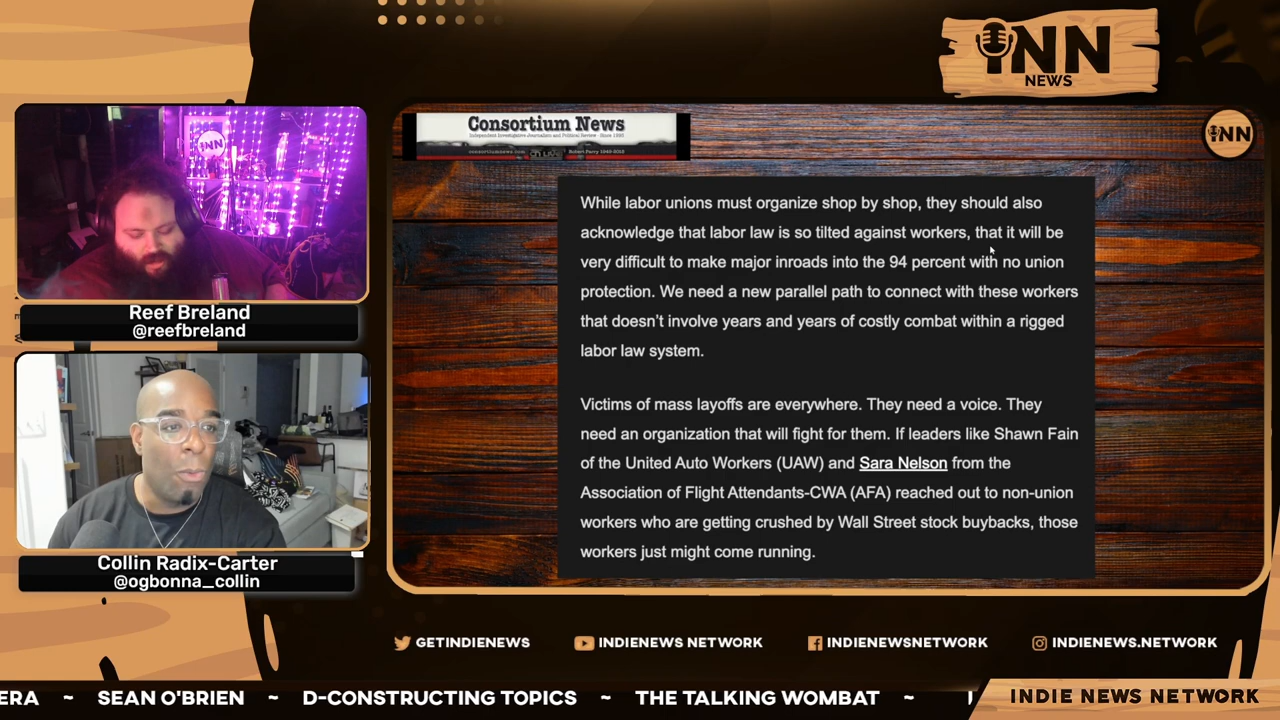 INN
NEWS
Consortium News
Independent Investigative Journalism and Political Review - Since 1995
INN
While labor unions must organize shop by shop, they should also
acknowledge that labor law is so tilted against workers, that it will be
very difficult to make major inroads into the 94 percent with no union
protection. We need a new parallel path to connect with these workers
that doesn’t involve years and years of costly combat within a rigged
labor law system.
Victims of mass layoffs are everywhere. They need a voice. They
need an organization that will fight for them. If leaders like Shawn Fain
of the United Auto Workers (UAW) and Sara Nelson from the
Association of Flight Attendants-CWA (AFA) reached out to non-union
workers who are getting crushed by Wall Street stock buybacks, those
workers just might come running.
INN
Reef Breland
@reefbreland
Collin Radix-Carter
@ogbonna_collin
GETINDIENEWS
INDIENEWS NETWORK
INDIENEWSNETWORK
INDIENEWS.NETWORK
ERA ~ SEAN O'BRIEN ~ D-CONSTRUCTING TOPICS ~ THE TALKING WOMBAT ~
INDIE NEWS NETWORK